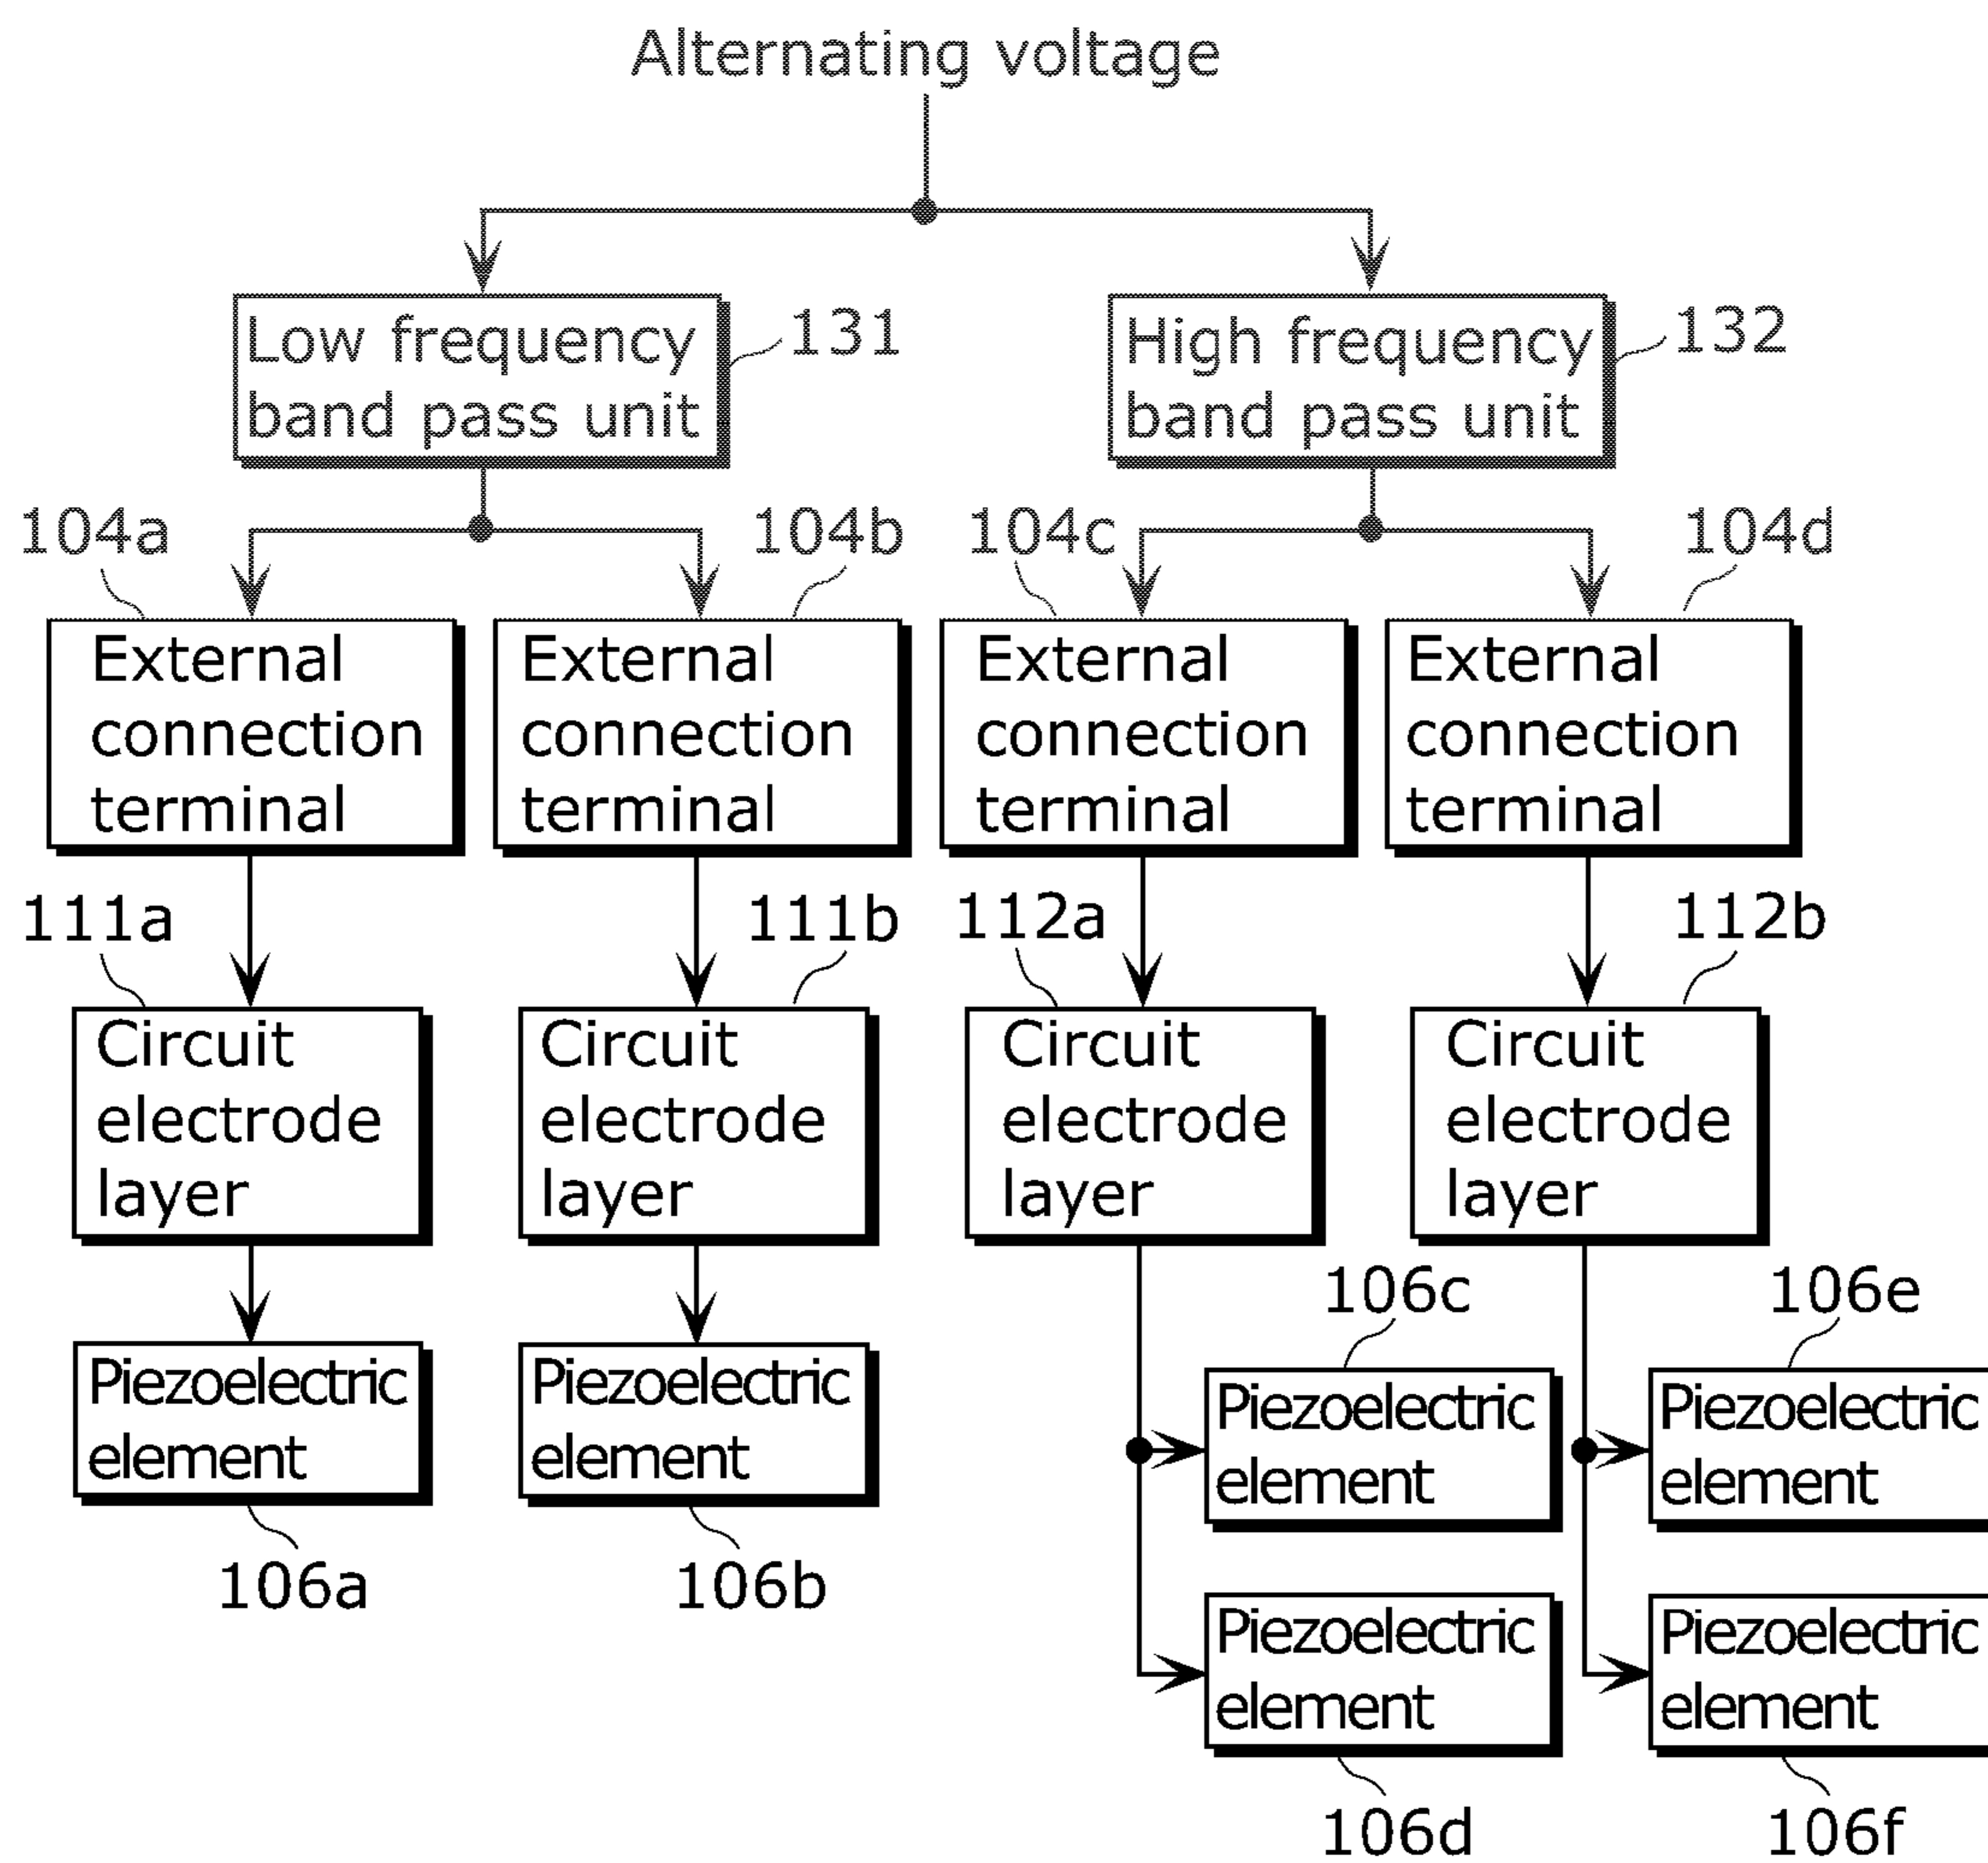 Alternating voltage
Low frequency
band pass unit
131
High frequency
band pass unit
132
104a
104b
104c
104d
External
connection
terminal
External
connection
terminal
External
connection
terminal
External
connection
terminal
111a
111b
112a
112b
Circuit
electrode
layer
Circuit
electrode
layer
Circuit
electrode
layer
Circuit
electrode
layer
106c
106e
Piezoelectric
element
Piezoelectric
element
Piezoelectric
element
Piezoelectric
element
106a
106b
Piezoelectric
element
Piezoelectric
element
106d
106f